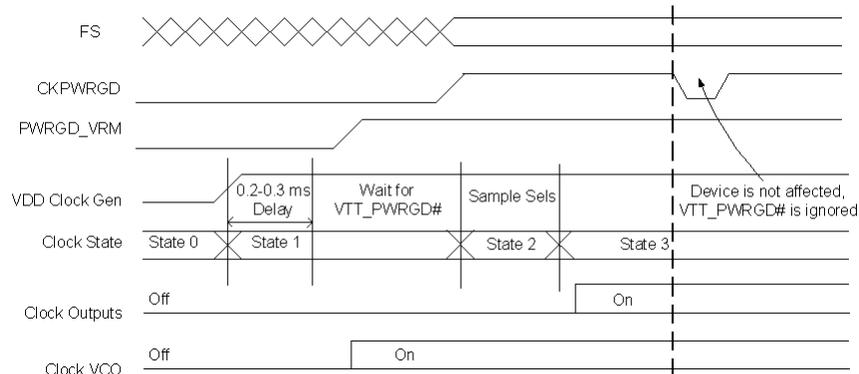 FS
CKPWRGD
PWRGD_VRM
VDD Clock Gen
0.2-0.3 ms
Delay
Wait for
VTT_PWRGD#
Sample Sels
Device is not affected,
VTT_PWRGD# is ignored
Clock State
State 0
State 1
State 2
State 3
Clock Outputs
Off
On
Clock VCO
Off
On